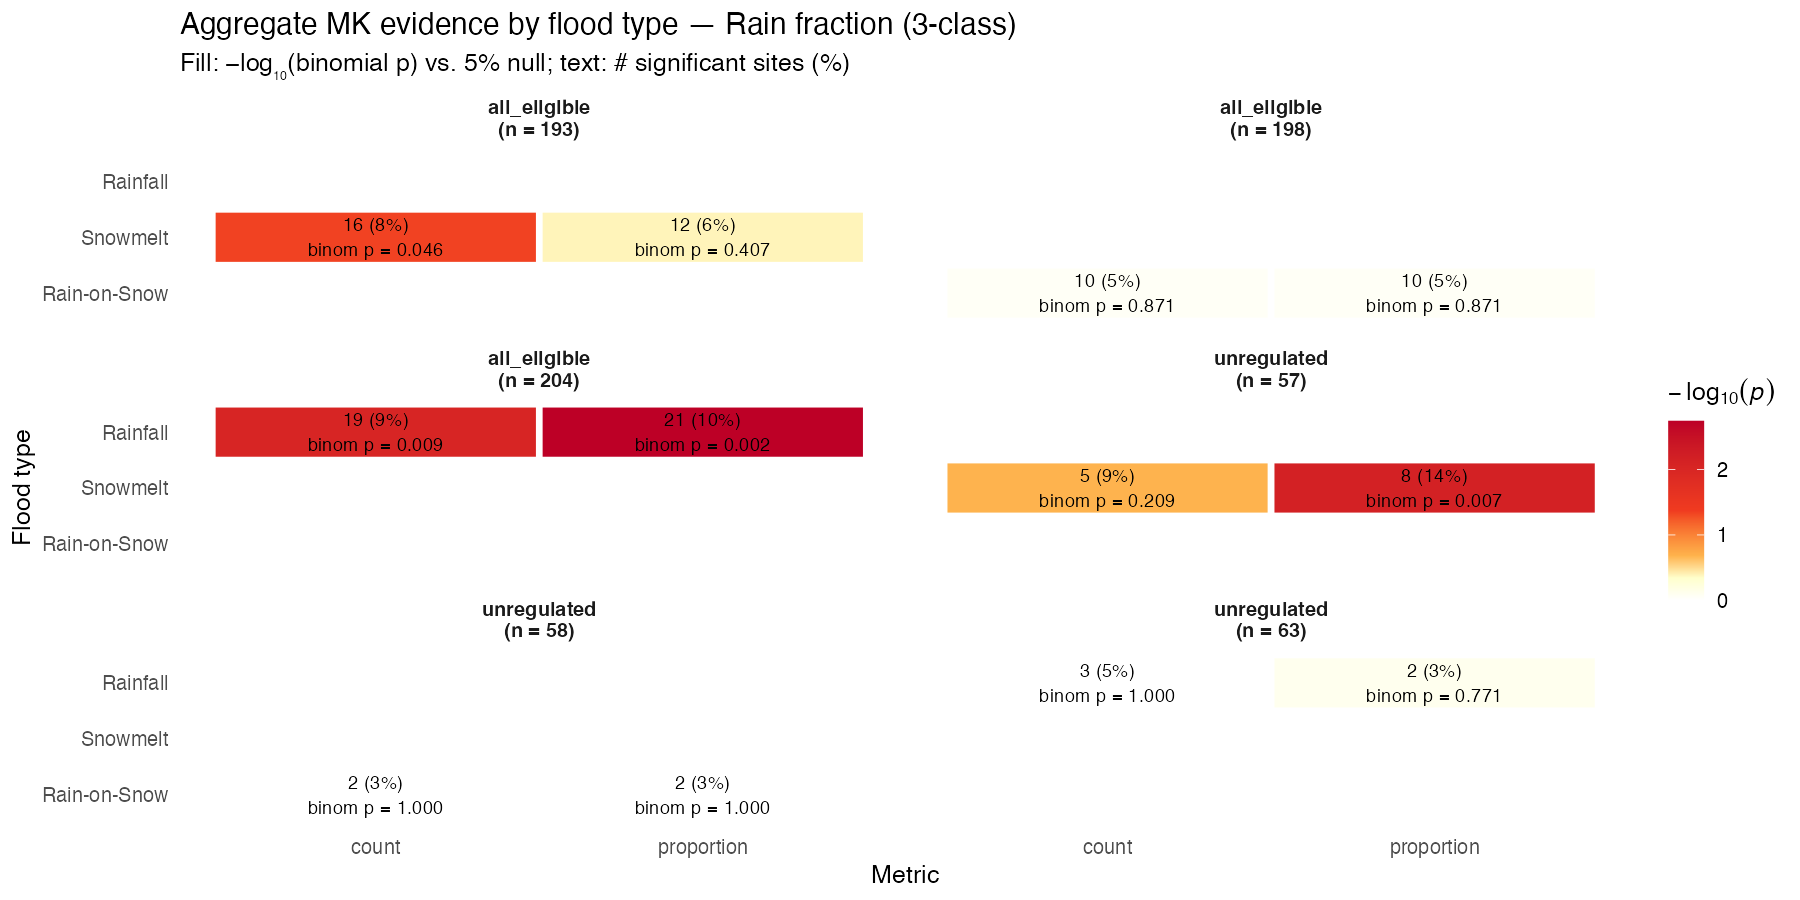 Aggregate MK evidence by flood type — Rain fraction (3-class)
Fill: −log10(binomial p) vs. 5% null; text: # significant sites (%)
all_eligible
(n = 193)
all_eligible
(n = 198)
Rainfall
Snowmelt
Rain-on-Snow
16 (8%)
binom p = 0.046
12 (6%)
binom p = 0.407
10 (5%)
binom p = 0.871
10 (5%)
binom p = 0.871
all_eligible
(n = 204)
unregulated
(n = 57)
Flood type
Rainfall
Snowmelt
Rain-on-Snow
19 (9%)
binom p = 0.009
21 (10%)
binom p = 0.002
5 (9%)
binom p = 0.209
8 (14%)
binom p = 0.007
unregulated
(n = 58)
unregulated
(n = 63)
Rainfall
Snowmelt
Rain-on-Snow
3 (5%)
binom p = 1.000
2 (3%)
binom p = 0.771
2 (3%)
binom p = 1.000
2 (3%)
binom p = 1.000
count
proportion
count
proportion
Metric
− log10(p)
2
1
0